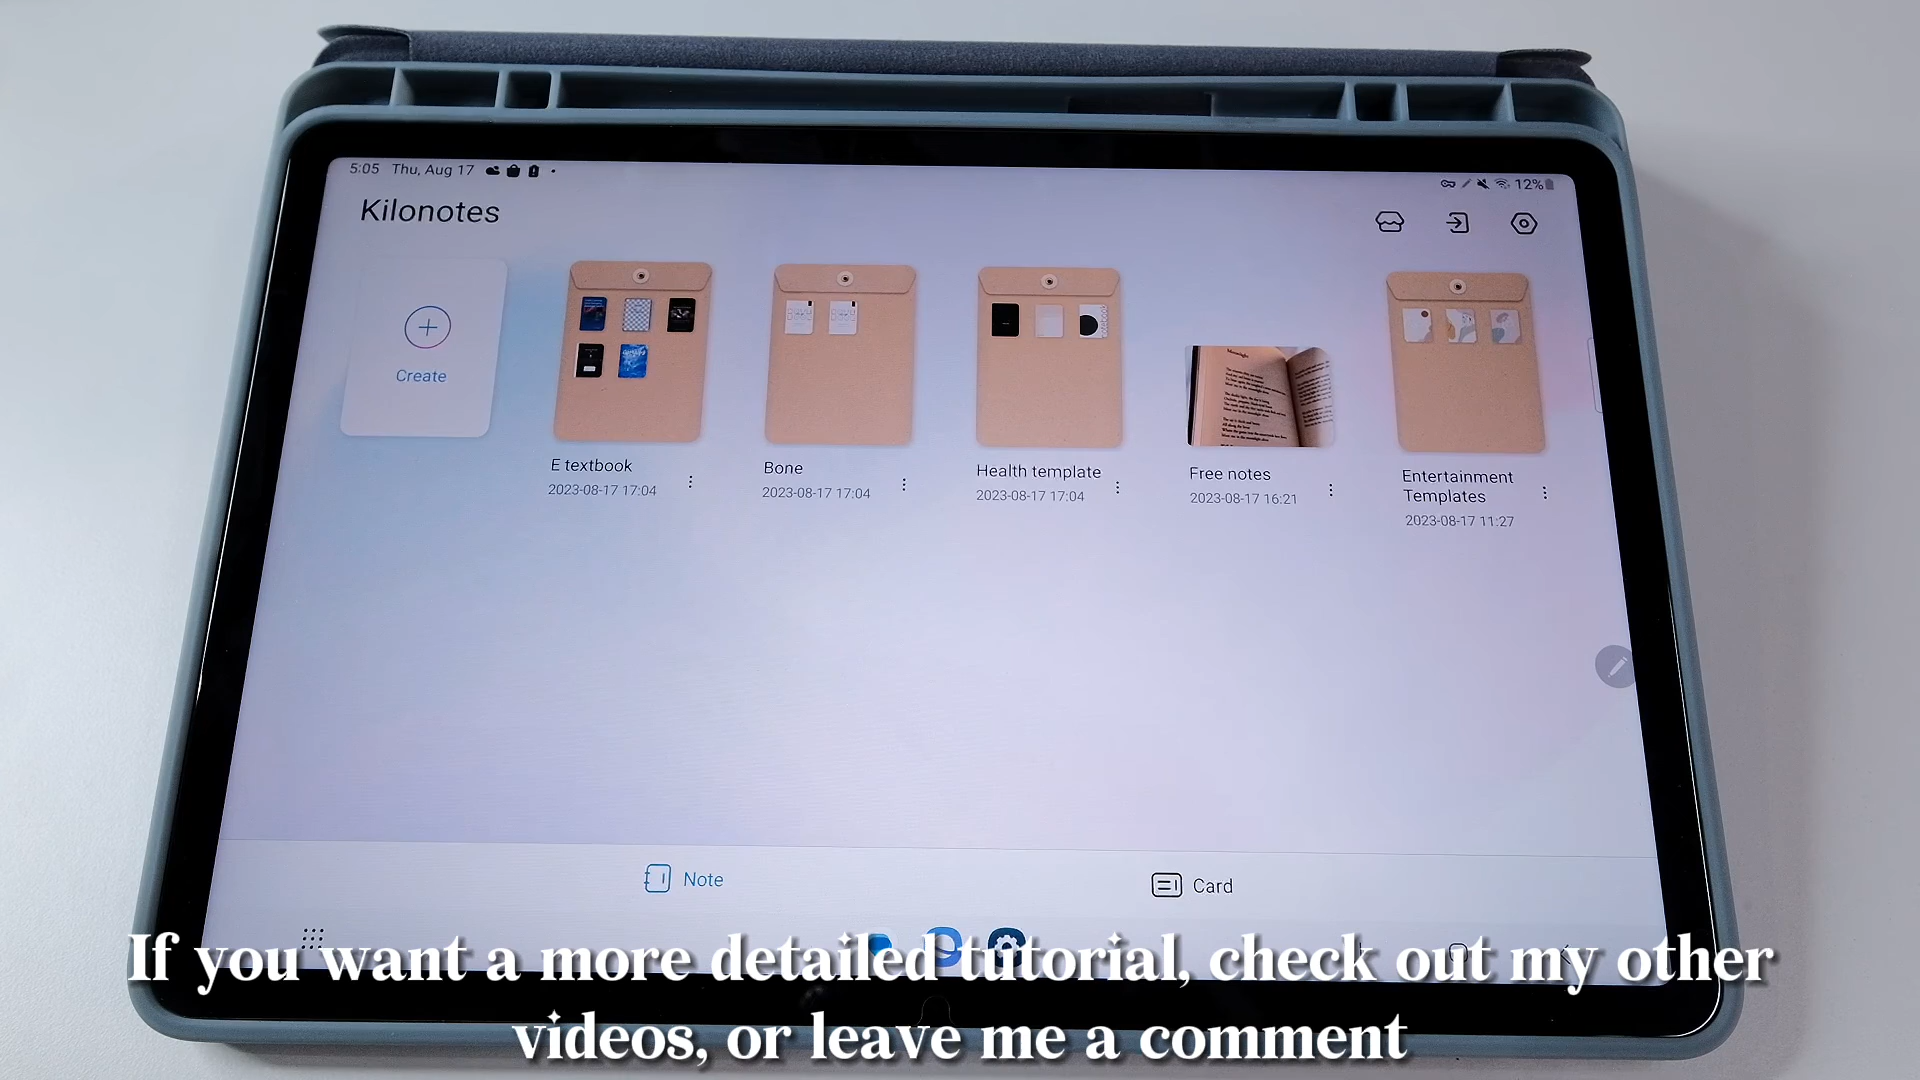 5:05 Thu, Aug 17
12%
Kilonotes
Create
E textbook
2023-08-17 17:04
Bone
2023-08-17 17:04
Health template
2023-08-17 17:04
Free notes
2023-08-17 16:21
Entertainment
Templates
2023-08-17 11:27
Note
Card
If you want a more detailed tutorial, check out my other
videos, or leave me a comment